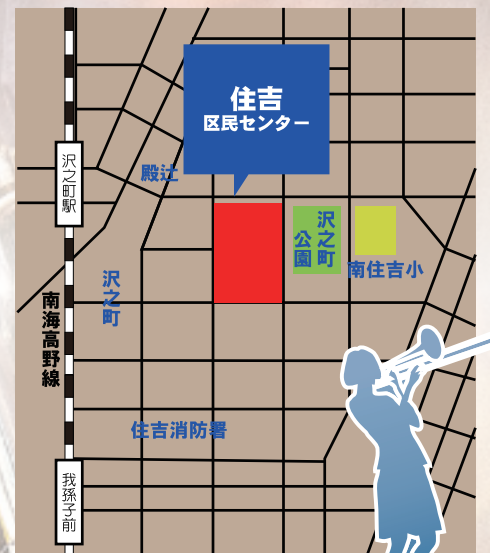 住吉
区民センター
殿辻
沢之町駅
沢之町
公園
南住吉小
沢之町
南海高野線
住吉消防署
我孫子前